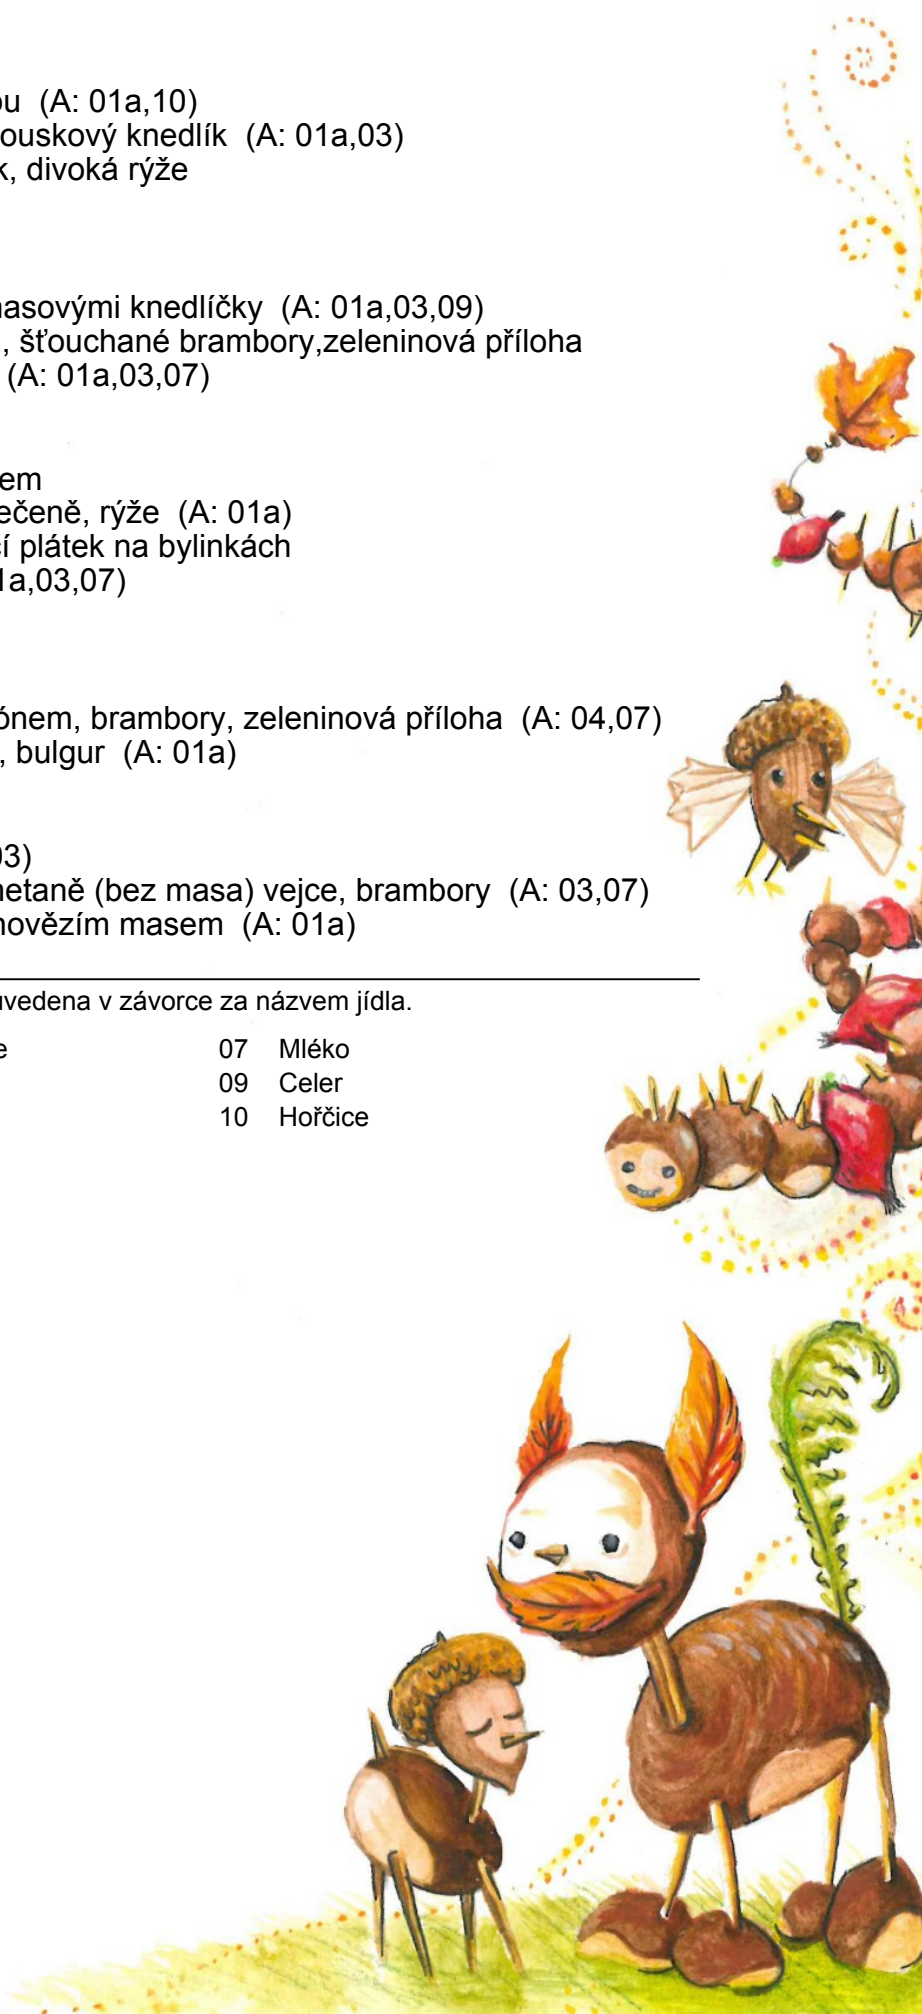 ou (A: 01a,10)
ouskový knedlík (A: 01a,03)
k, divoká rýže
nasovými knedlíčky (A: 01a,03,09)
, šťouchané brambory,zeleninová příloha
(A: 01a,03,07)
em
ečeně, rýže (A: 01a)
cí plátek na bylinkách
1a,03,07)
ónem, brambory, zeleninová příloha (A: 04,07)
, bulgur (A: 01a)
03)
netaně (bez masa) vejce, brambory (A: 03,07)
hovězím masem (A: 01a)
uvedena v závorce za názvem jídla.
e 07 Mléko
09 Celer
10 Hořčice